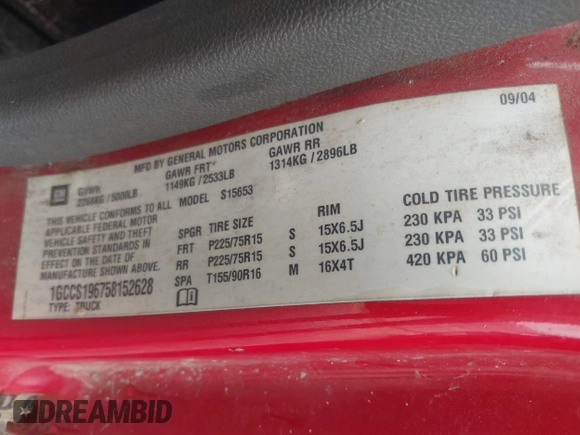 09/04
MFD BY GENERAL MOTORS CORPORATION
GM
GVWR GAWR FRT GAWR RR
2268KG/5000LB 1149KG/2533LB 1314KG/2896LB
THIS VEHICLE CONFORMS TO ALL MODEL S15653
APPLICABLE FEDERAL MOTOR
VEHICLE SAFETY AND THEFT
PREVENTION STANDARDS IN
EFFECT ON THE DATE OF
MANUFACTURE SHOWN ABOVE.
1GCCS196758152628
TYPE: TRUCK
SPGR TIRE SIZE RIM COLD TIRE PRESSURE
FRT P225/75R15 S 15X6.5J 230 KPA 33 PSI
RR P225/75R15 S 15X6.5J 230 KPA 33 PSI
SPA T155/90R16 M 16X4T 420 KPA 60 PSI
DREAMBID